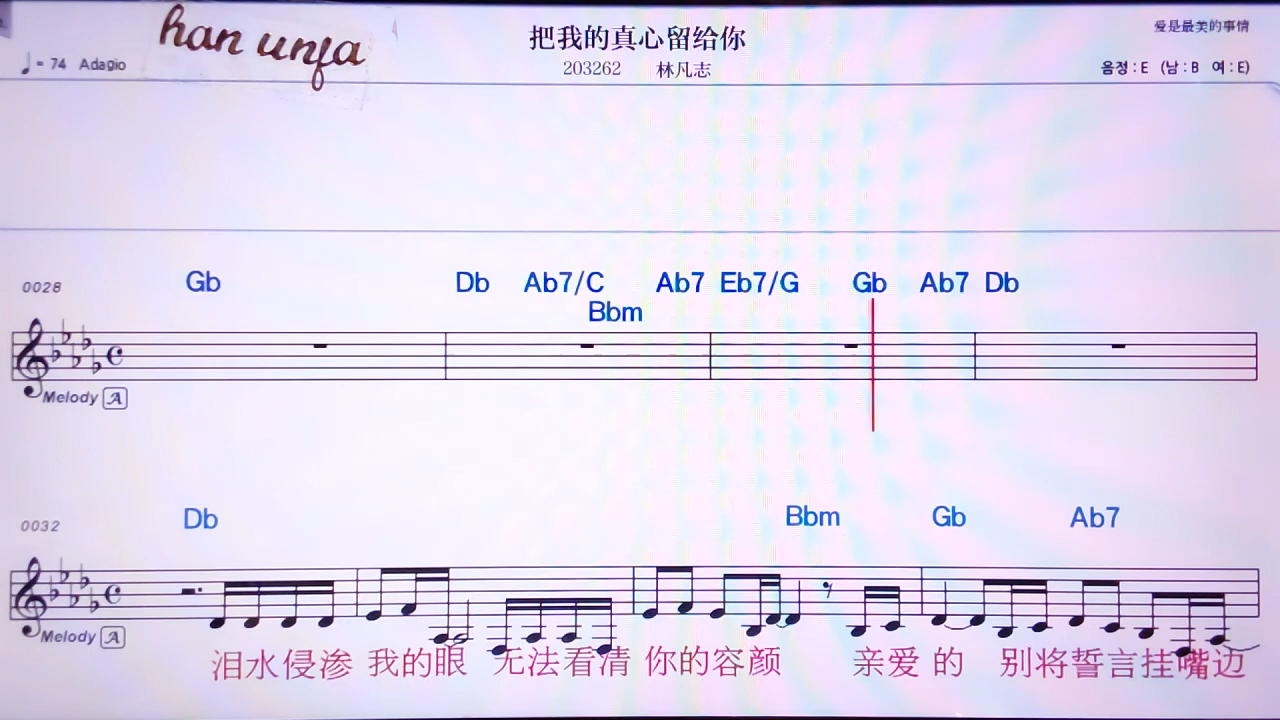 han unfa
把我的真心留给你
爱是最美的事情
♩= 74 Adagio
203262 林凡志
음정 : E (남 : B 여 : E)
0028
Gb Db Ab7/C Ab7 Eb7/G Gb Ab7 Db
Bbm
Melody A
0032
Db Bbm Gb Ab7
Melody A
泪水侵渗 我的眼 无法看清 你的容颜 亲爱 的 别将誓言挂嘴边